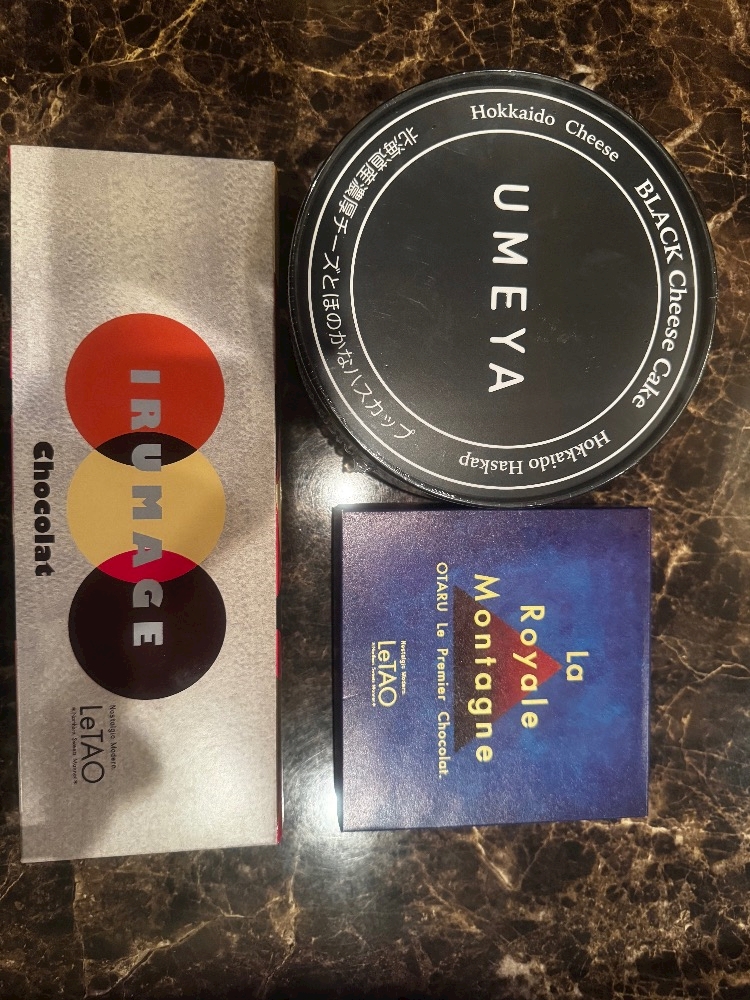 Hokkaido Cheese
BLACK Cheese Cake
Hokkaido Haskap
北海道産濃厚チーズとほのかなハスカップ
UMEYA
IRUMAGE
Chocolat
Nostalgic Modern
LeTAO
La
Royale
Montagne
OTARU Le Premier Chocolat.
Nostalgic Modern
LeTAO